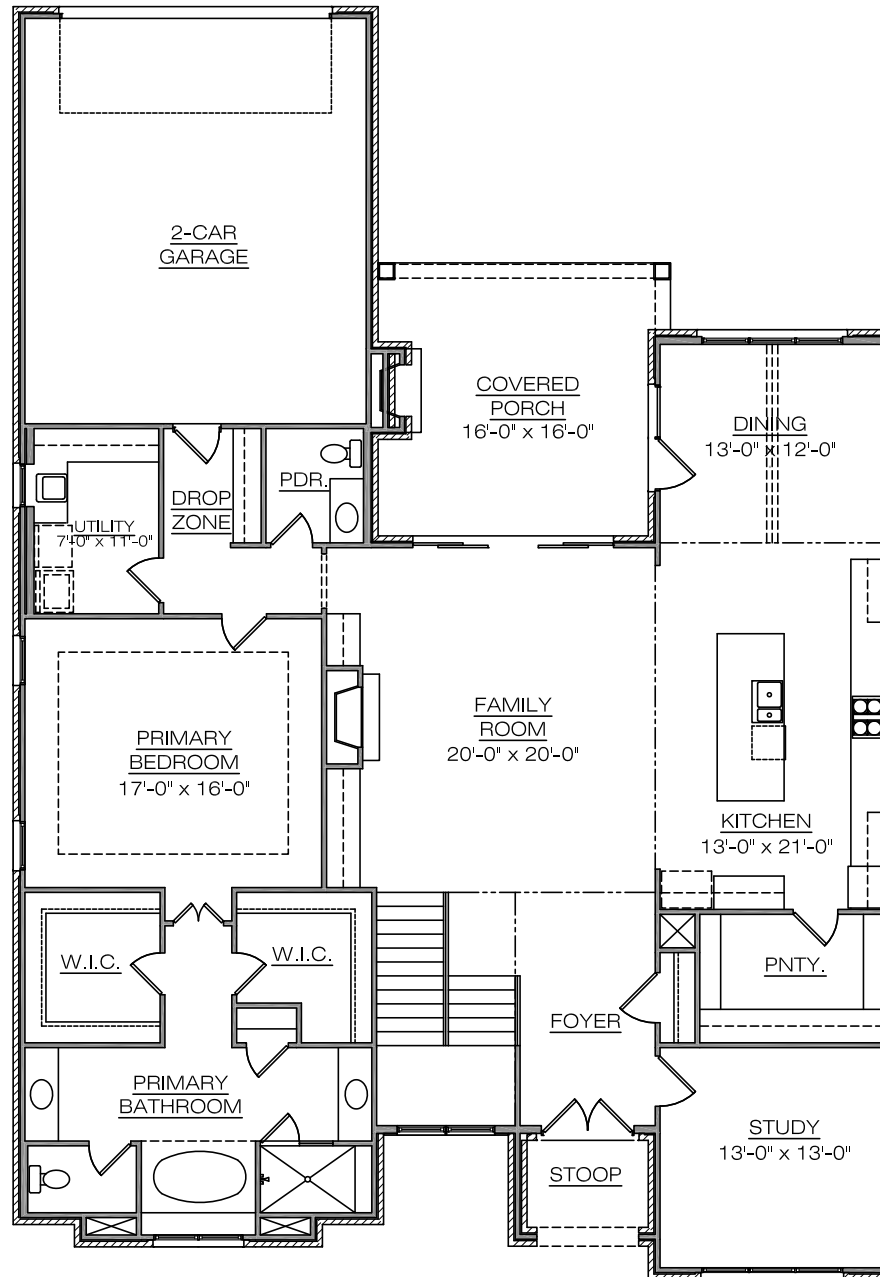 2-CAR
GARAGE
COVERED
PORCH
16'-0" x 16'-0"
DINING
13'-0" x 12'-0"
PDR.
DROP
ZONE
UTILITY
7'-0" x 11'-0"
FAMILY
ROOM
20'-0" x 20'-0"
PRIMARY
BEDROOM
17'-0" x 16'-0"
KITCHEN
13'-0" x 21'-0"
W.I.C.
W.I.C.
PNTY.
FOYER
PRIMARY
BATHROOM
STUDY
13'-0" x 13'-0"
STOOP